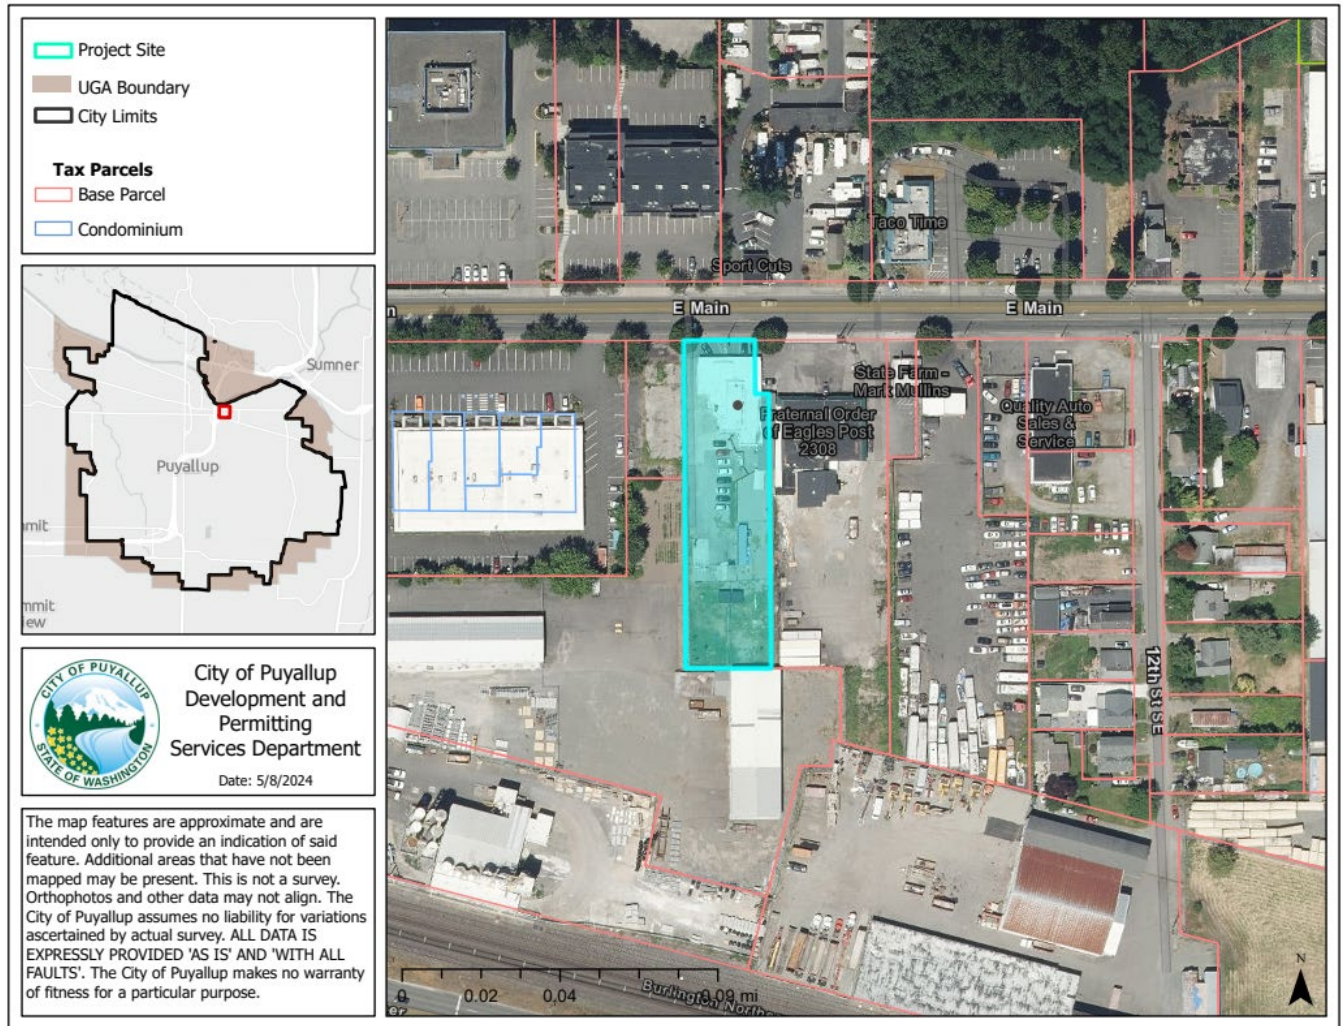 Project Site
UGA Boundary
City Limits
Tax Parcels
Base Parcel
Condominium
Sumner
Puyallup
mit
mmit
iew
CITY OF PUYALLUP
STATE OF WASHINGTON
City of Puyallup
Development and
Permitting
Services Department
Date: 5/8/2024
The map features are approximate and are
intended only to provide an indication of said
feature. Additional areas that have not been
mapped may be present. This is not a survey.
Orthophotos and other data may not align. The
City of Puyallup assumes no liability for variations
ascertained by actual survey. ALL DATA IS
EXPRESSLY PROVIDED 'AS IS' AND 'WITH ALL
FAULTS'. The City of Puyallup makes no warranty
of fitness for a particular purpose.
Taco Time
Sport Cuts
n
E Main
E Main
State Farm -
Mark Mullins
Fraternal Order
of Eagles Post
2308
Quality Auto
Sales &
Service
12th St SE
N
0
0.02
0.04
0.09 mi
Burlington Northe
er